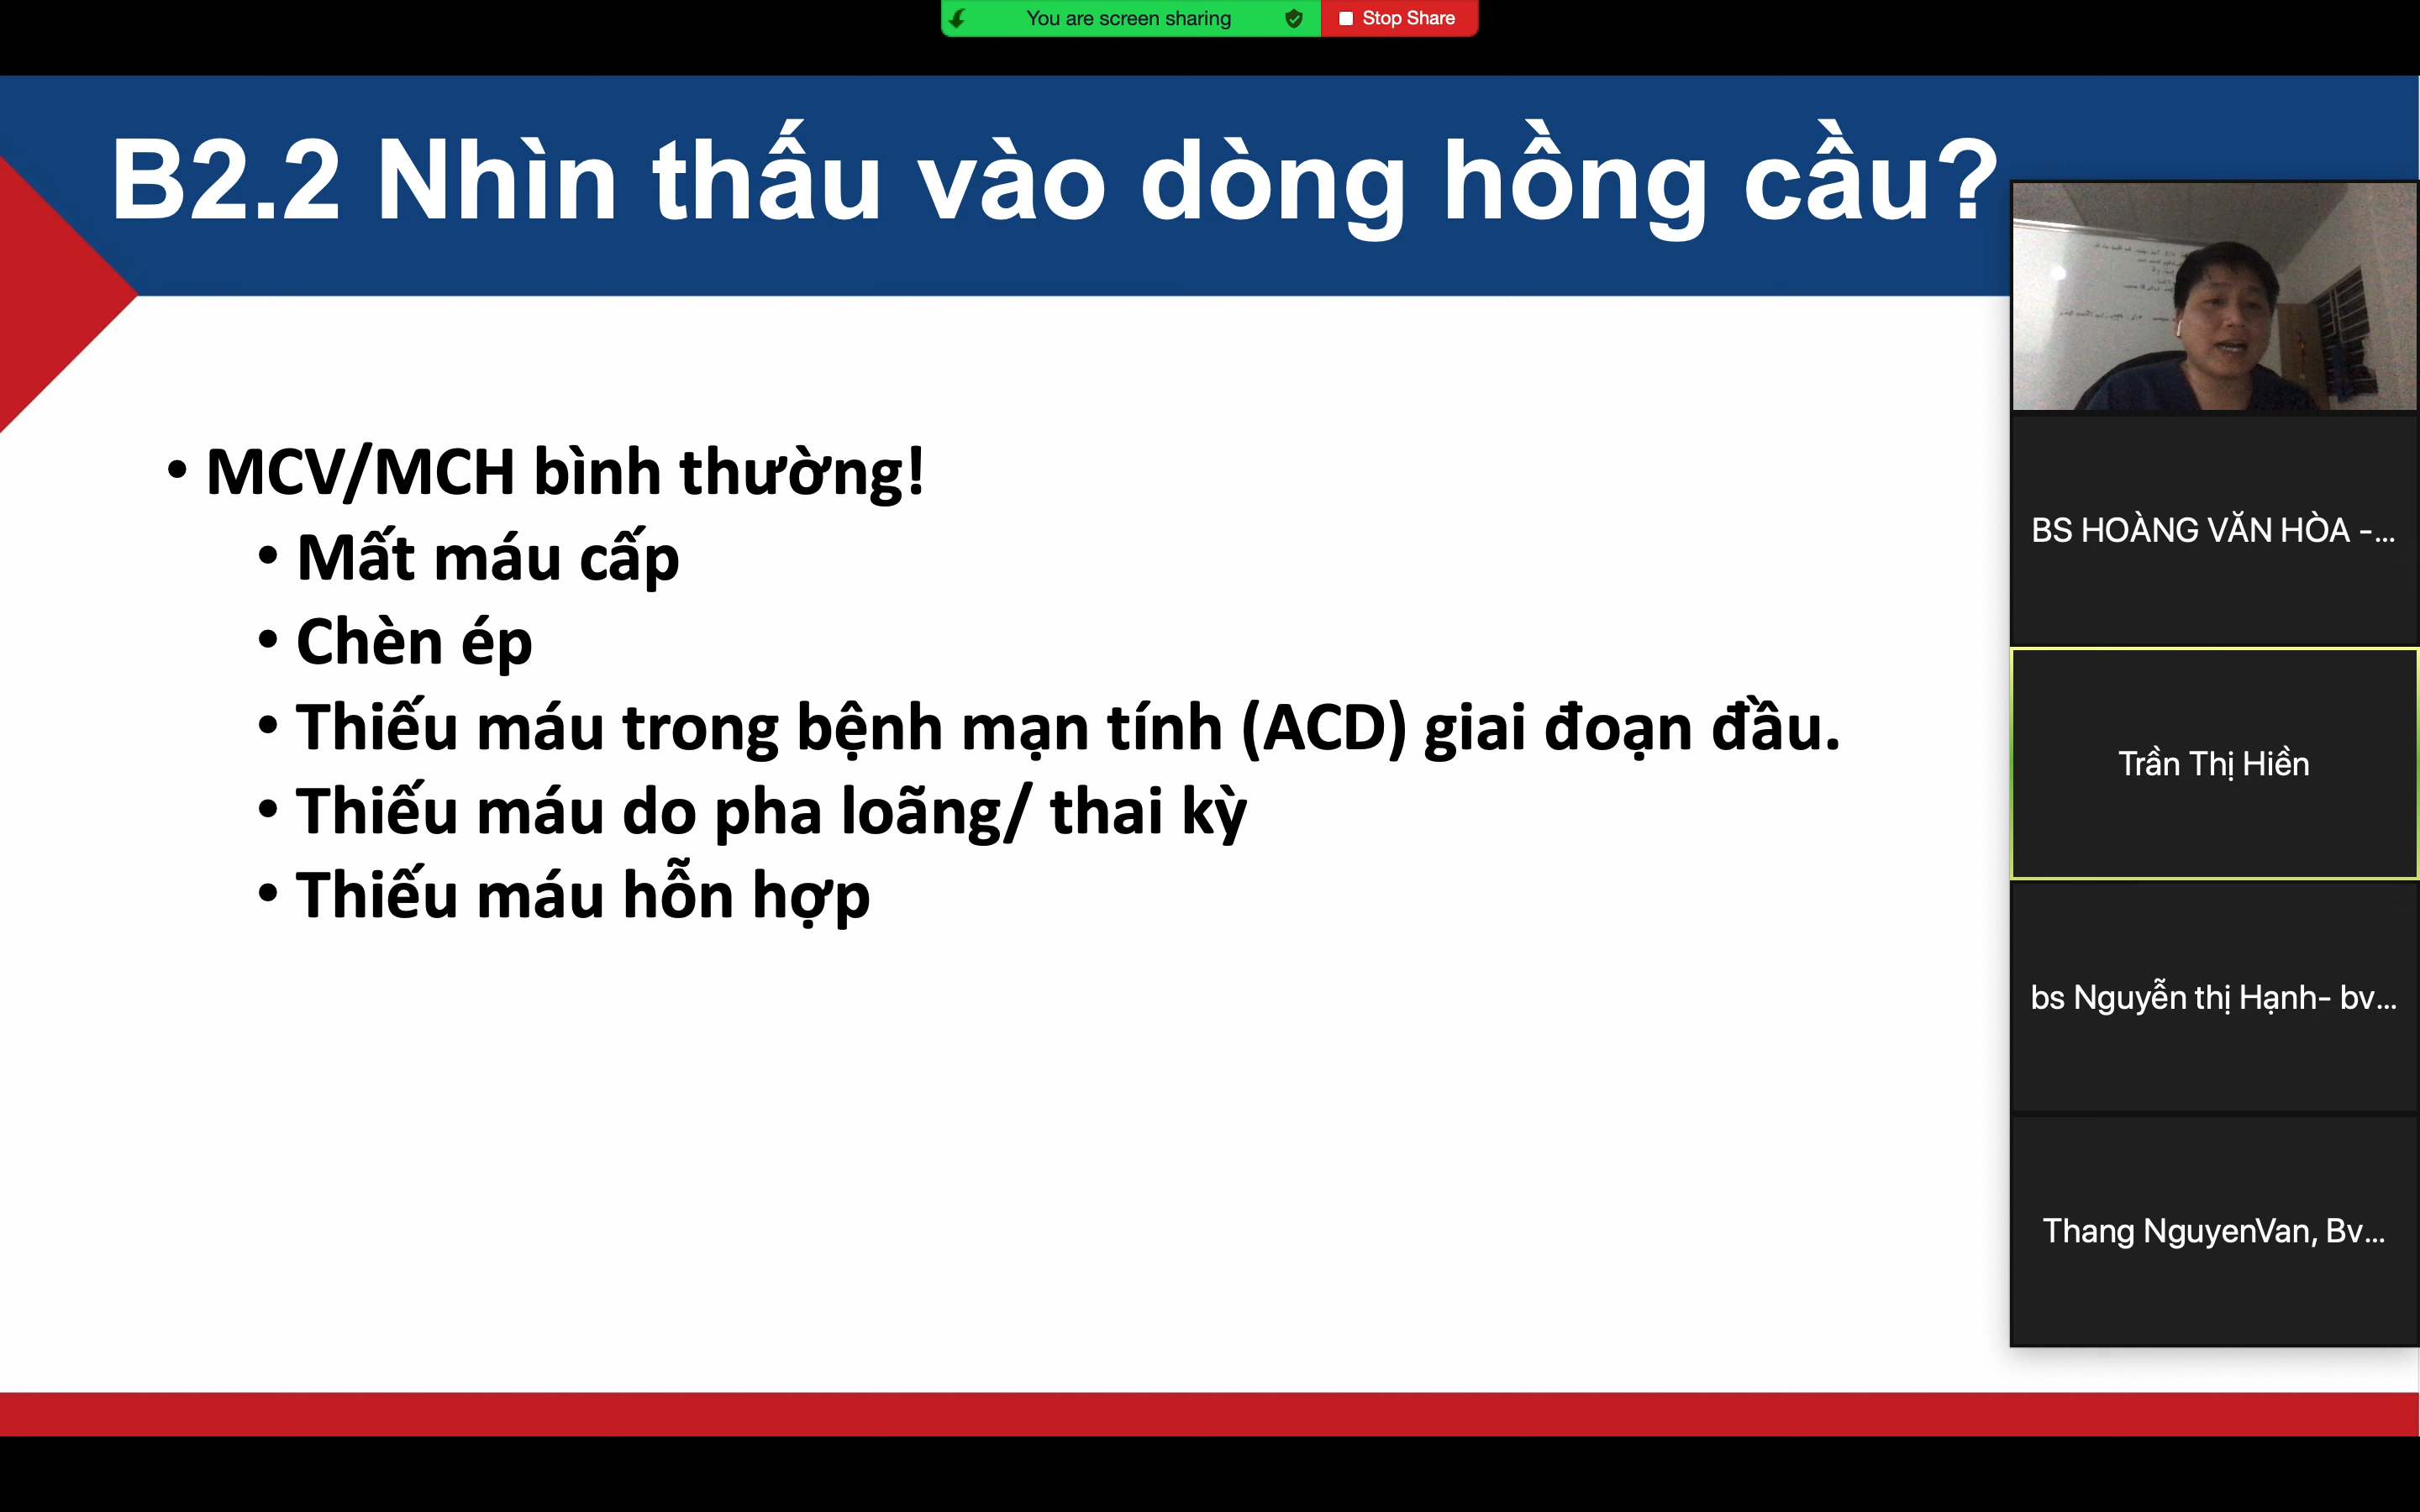 You are screen sharing
Stop Share
B2.2 Nhìn thấu vào dòng hồng cầu?
• MCV/MCH bình thường!
• Mất máu cấp
• Chèn ép
• Thiếu máu trong bệnh mạn tính (ACD) giai đoạn đầu.
• Thiếu máu do pha loãng/ thai kỳ
• Thiếu máu hỗn hợp
BS HOÀNG VĂN HÒA -...
Trần Thị Hiền
bs Nguyễn thị Hạnh- bv...
Thang NguyenVan, Bv...